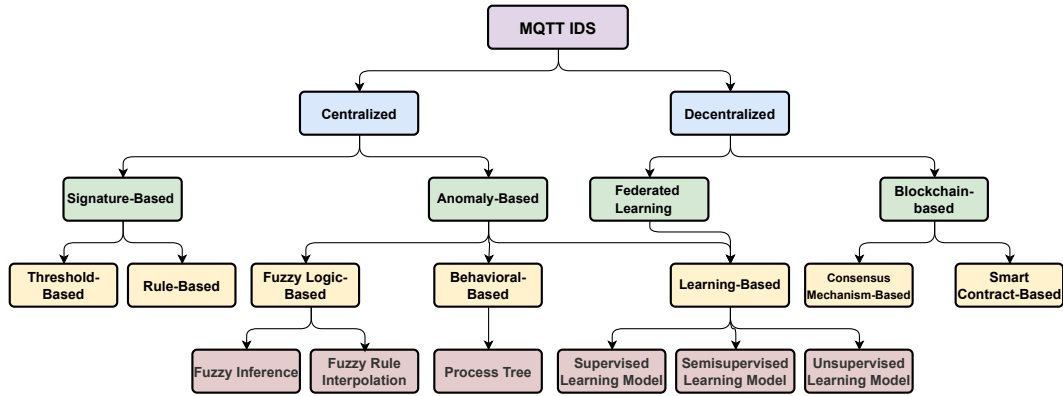 MQTT IDS
Centralized
Decentralized
Signature-Based
Anomaly-Based
Federated
Learning
Blockchain-
based
Threshold-
Based
Rule-Based
Fuzzy Logic-
Based
Behavioral-
Based
Learning-Based
Consensus
Mechanism-Based
Smart
Contract-Based
Fuzzy Inference
Fuzzy Rule
Interpolation
Process Tree
Supervised
Learning Model
Semisupervised
Learning Model
Unsupervised
Learning Model